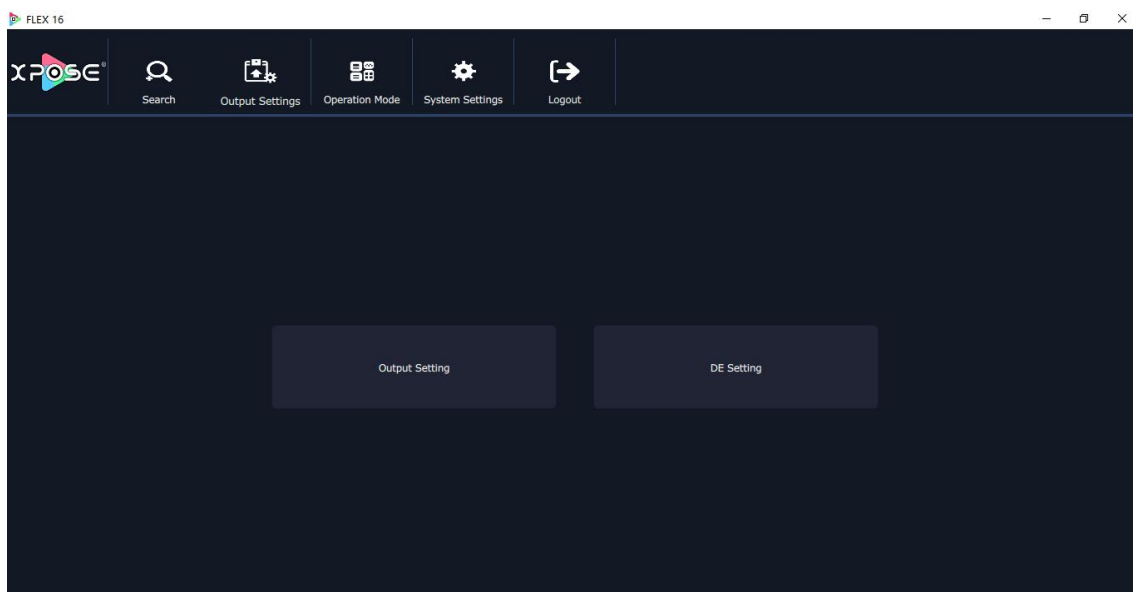 FLEX 16
XPOSE®
Search
Output Settings
Operation Mode
System Settings
Logout
Output Setting
DE Setting